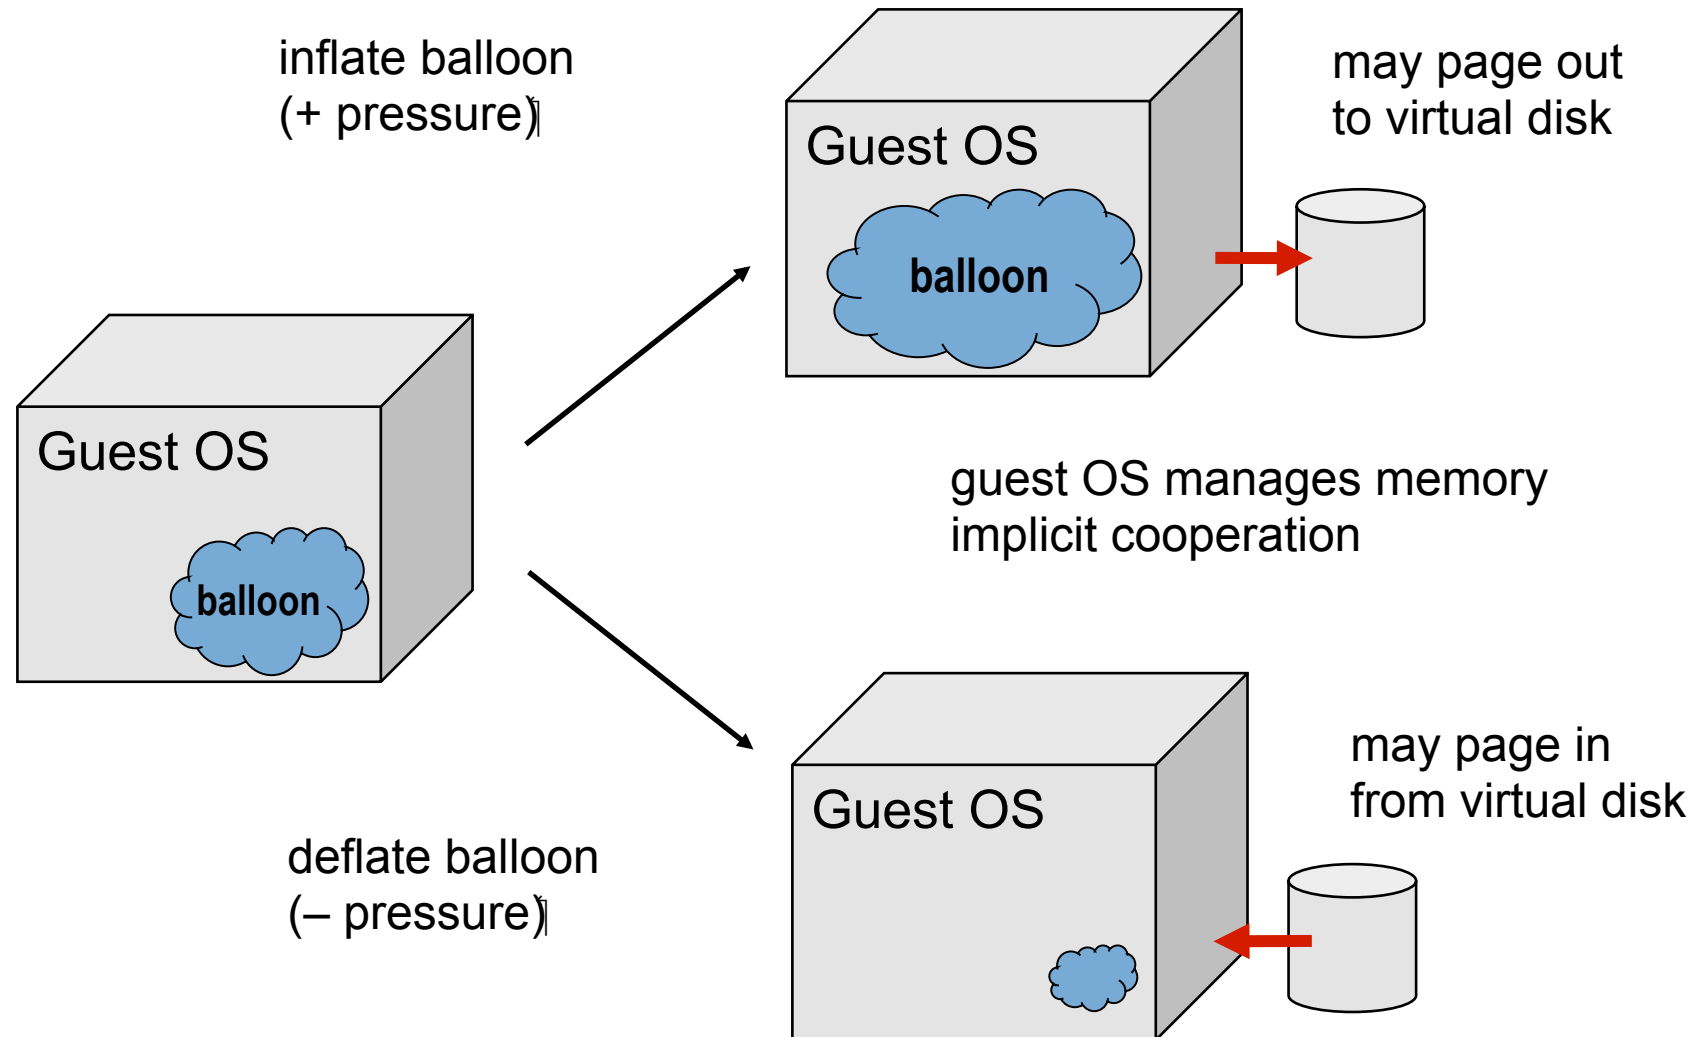 inflate balloon
(+ pressure)
Guest OS
balloon
may page out
to virtual disk
Guest OS
balloon
guest OS manages memory
implicit cooperation
deflate balloon
(– pressure)
Guest OS
may page in
from virtual disk